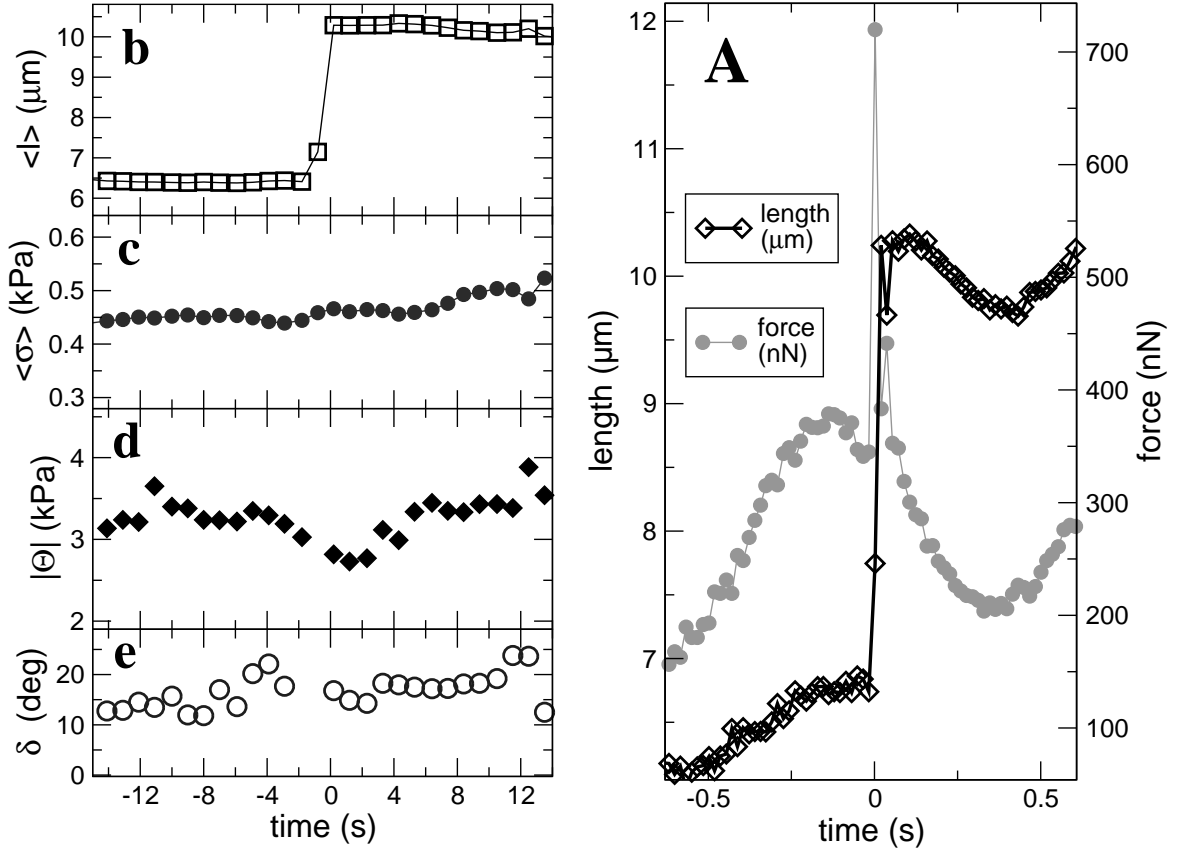 b
<l> (μm)
10
9
8
7
6
c
<σ> (kPa)
0.6
0.5
0.4
0.3
d
|Θ| (kPa)
4
3
2
e
δ (deg)
20
10
0
-12 -8 -4 0 4 8 12
time (s)
A
length (μm)
12
11
10
9
8
7
length
(μm)
force
(nN)
700
600
500
400
300
200
100
force (nN)
-0.5 0 0.5
time (s)